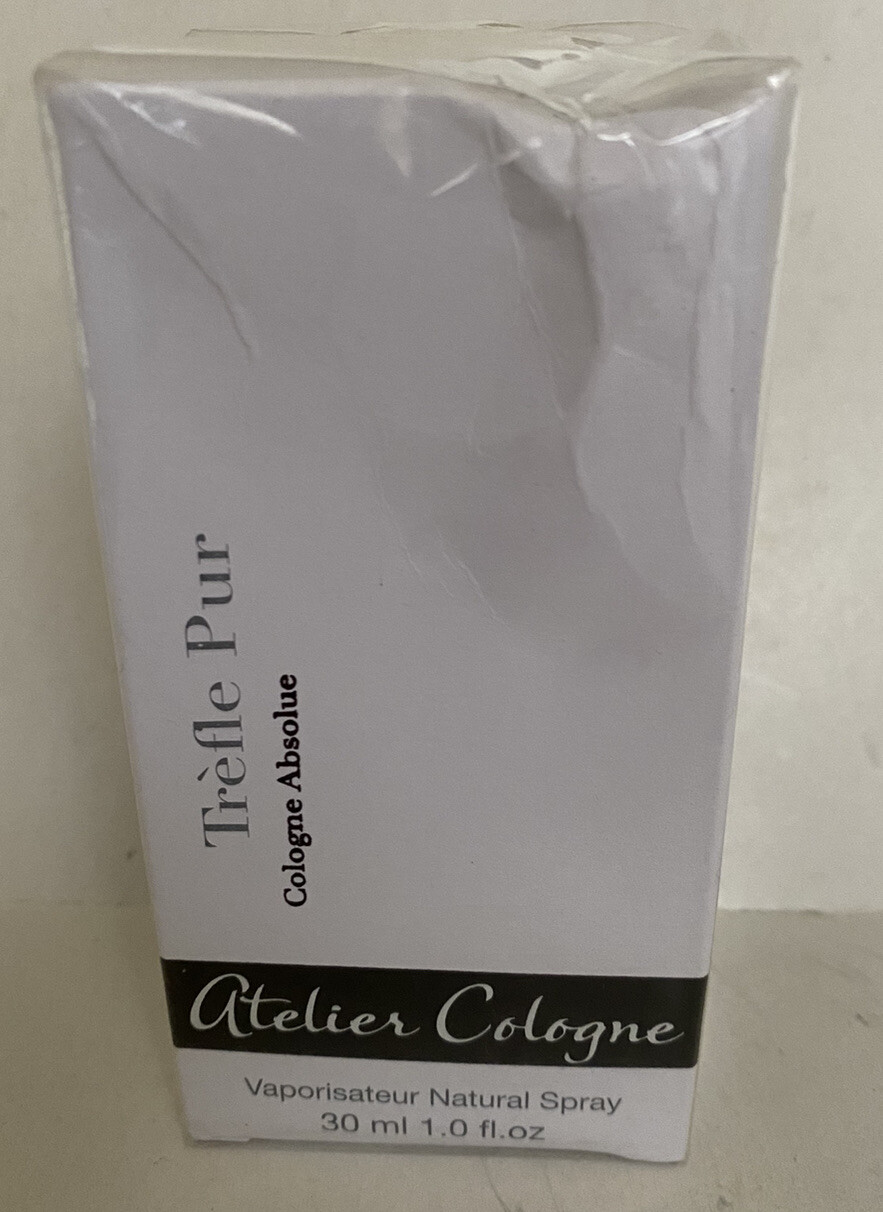 Trèfle Pur
Cologne Absolue
Atelier Cologne
Vaporisateur Natural Spray
30 ml 1.0 fl.oz